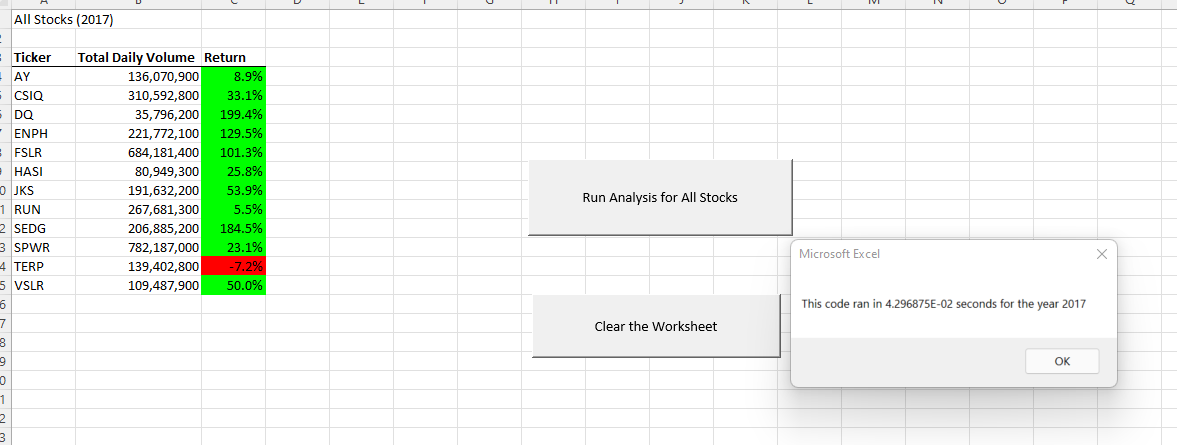 All Stocks (2017)
Ticker Total Daily Volume Return
AY 136,070,900 8.9%
CSIQ 310,592,800 33.1%
DQ 35,796,200 199.4%
ENPH 221,772,100 129.5%
FSLR 684,181,400 101.3%
HASI 80,949,300 25.8%
JKS 191,632,200 53.9%
RUN 267,681,300 5.5%
SEDG 206,885,200 184.5%
SPWR 782,187,000 23.1%
TERP 139,402,800 -7.2%
VSLR 109,487,900 50.0%
Run Analysis for All Stocks
Clear the Worksheet
Microsoft Excel
This code ran in 4.296875E-02 seconds for the year 2017
OK